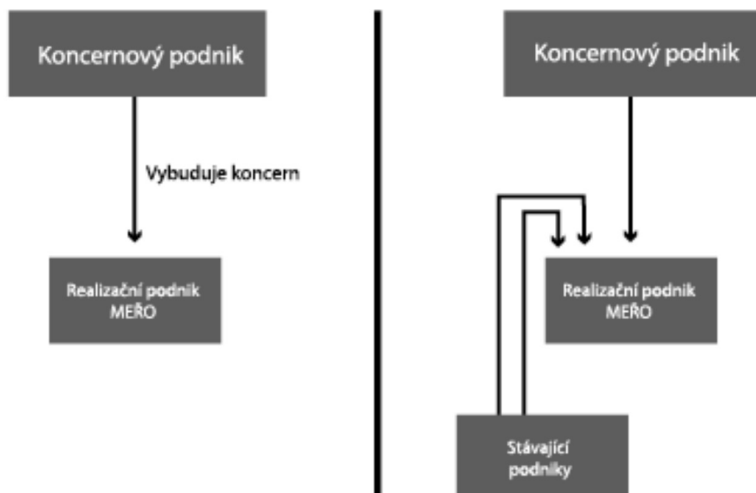 Koncernový podnik
Vybuduje koncern
Realizační podnik
MEŘO
Koncernový podnik
Realizační podnik
MEŘO
Stávající
podniky